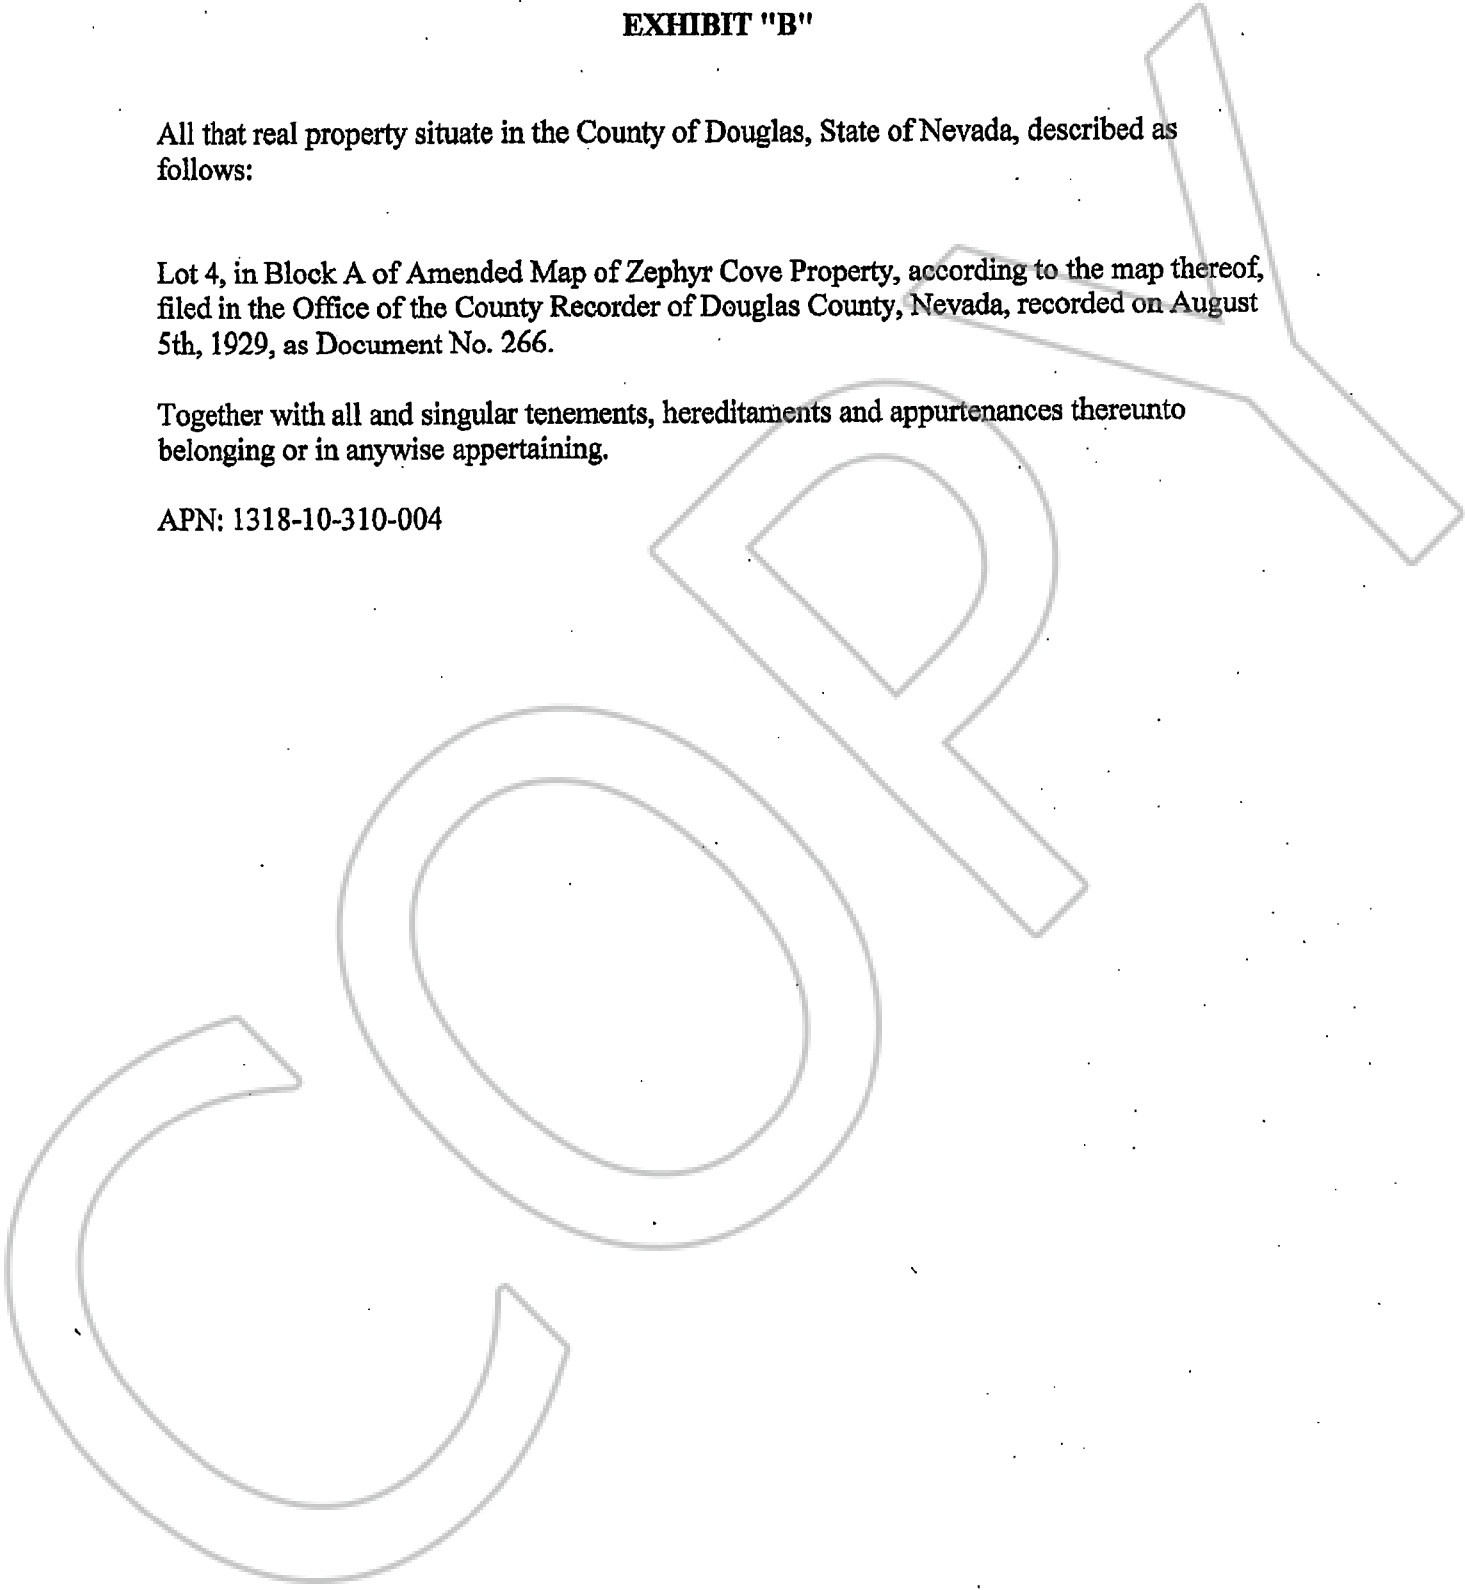 EXHIBIT "B"
All that real property situate in the County of Douglas, State of Nevada, described as
follows:
Lot 4, in Block A of Amended Map of Zephyr Cove Property, according to the map thereof,
filed in the Office of the County Recorder of Douglas County, Nevada, recorded on August
5th, 1929, as Document No. 266.
Together with all and singular tenements, hereditaments and appurtenances thereunto
belonging or in anywise appertaining.
APN: 1318-10-310-004
COPY